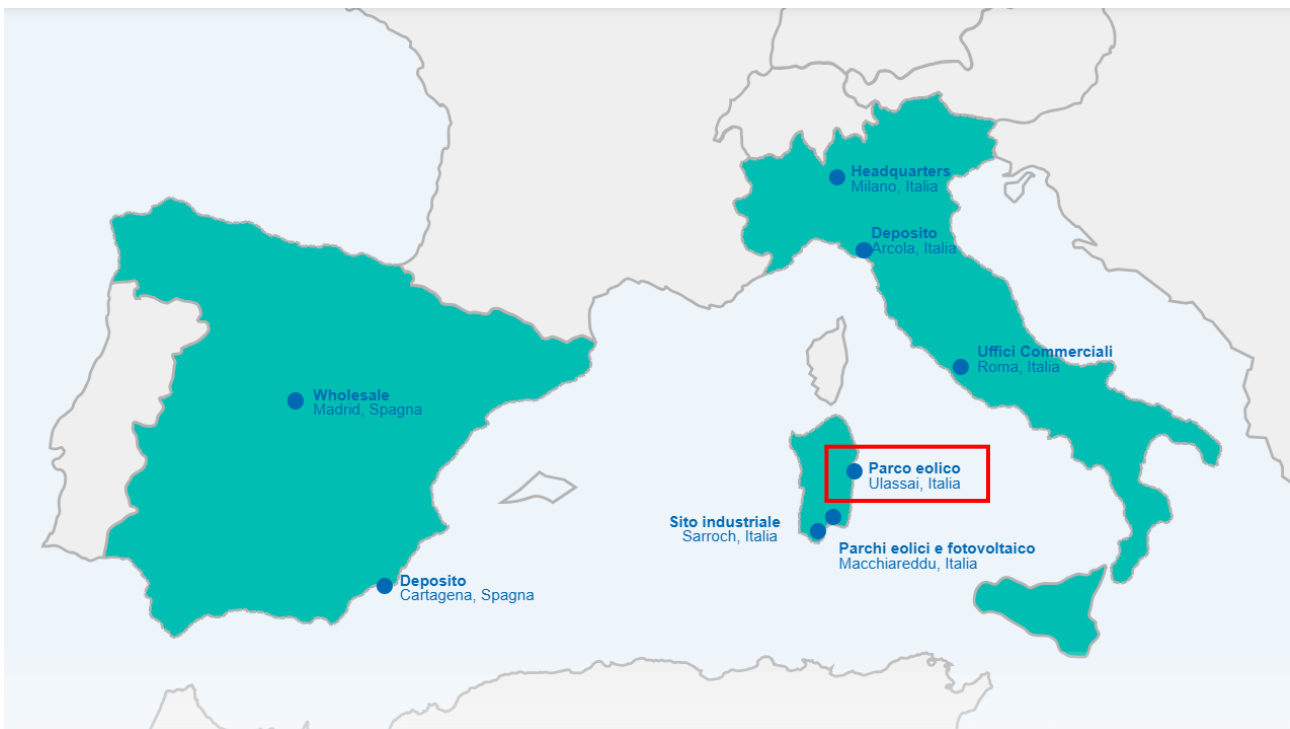 Headquarters
Milano, Italia
Deposito
Arcola, Italia
Uffici Commerciali
Roma, Italia
Wholesale
Madrid, Spagna
Parco eolico
Ulassai, Italia
Sito industriale
Sarroch, Italia
Parchi eolici e fotovoltaico
Macchiareddu, Italia
Deposito
Cartagena, Spagna